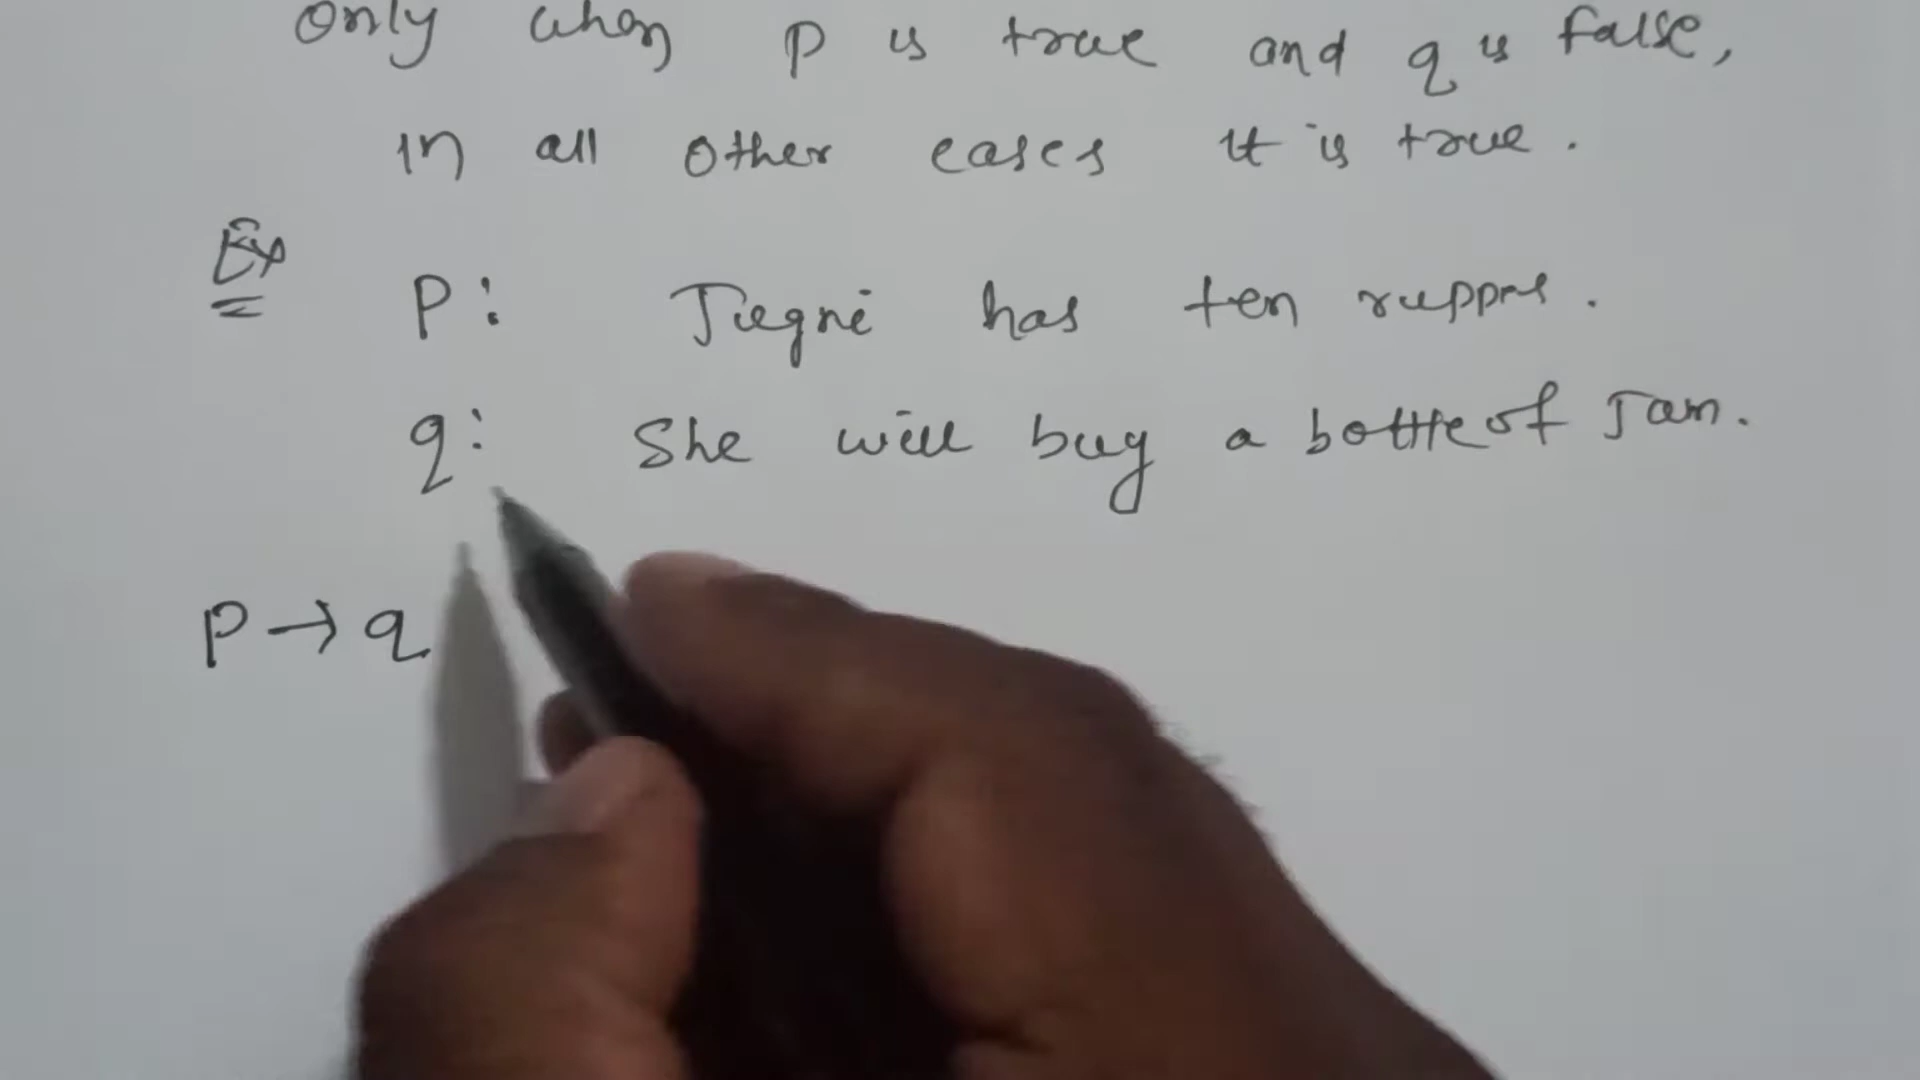 only when p is true and q is false,
in all other cases it is true.
Ex P: Jiegne has ten ruppes.
q: She will buy a bottle of Jam.
P → q